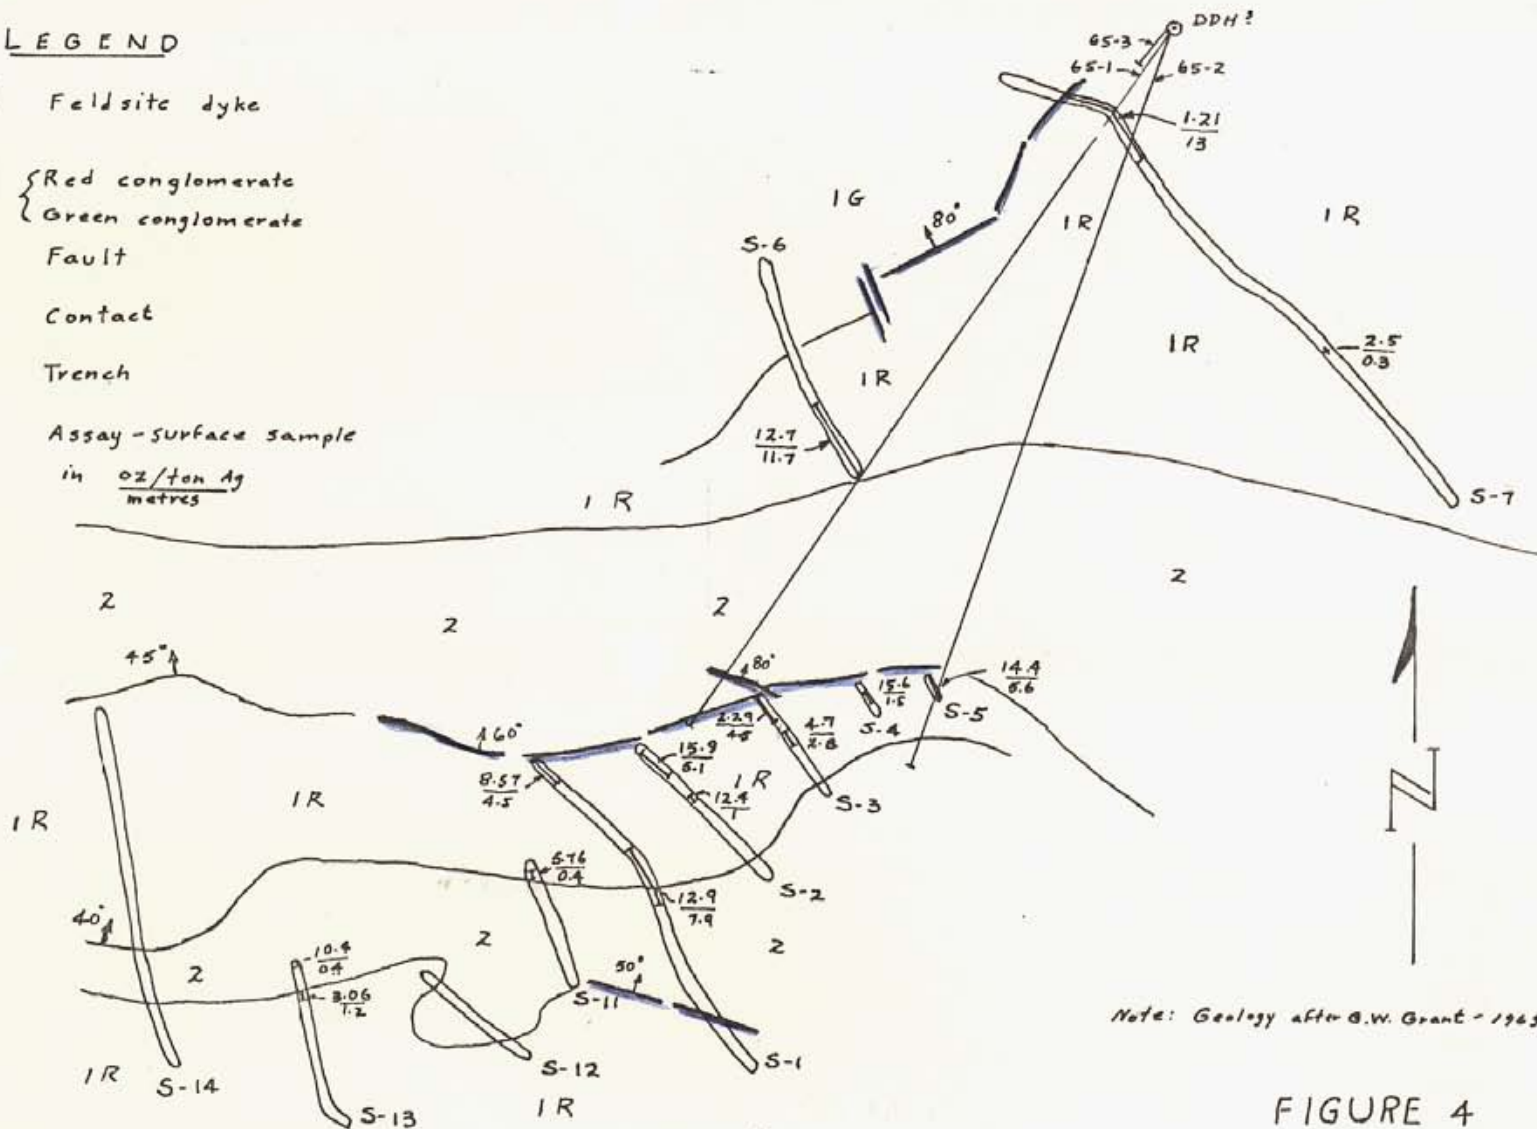 LEGEND
Feldsite dyke
Red conglomerate
Green conglomerate
Fault
Contact
Trench
Assay - surface sample
in oz/ton Ag
metres
DDH
65-3
65-1
65-2
1.21
13
1G
80°
1R
1R
S-6
1R
1R
2.5
0.3
12.7
11.7
1R
S-7
2
2
2
2
45°
80°
14.4
5.6
15.6
1.5
S-5
S-4
60°
2.29
4.5
4.7
2.8
15.9
5.1
8.57
4.5
1R
12.4
1
S-3
1R
1R
5.76
0.4
S-2
12.9
7.9
40°
2
2
2
10.4
0.4
50°
3.06
1.2
S-11
Note: Geology after G.W. Grant -
1R
S-14
S-12
S-1
S-13
1R
N
FIGURE 4